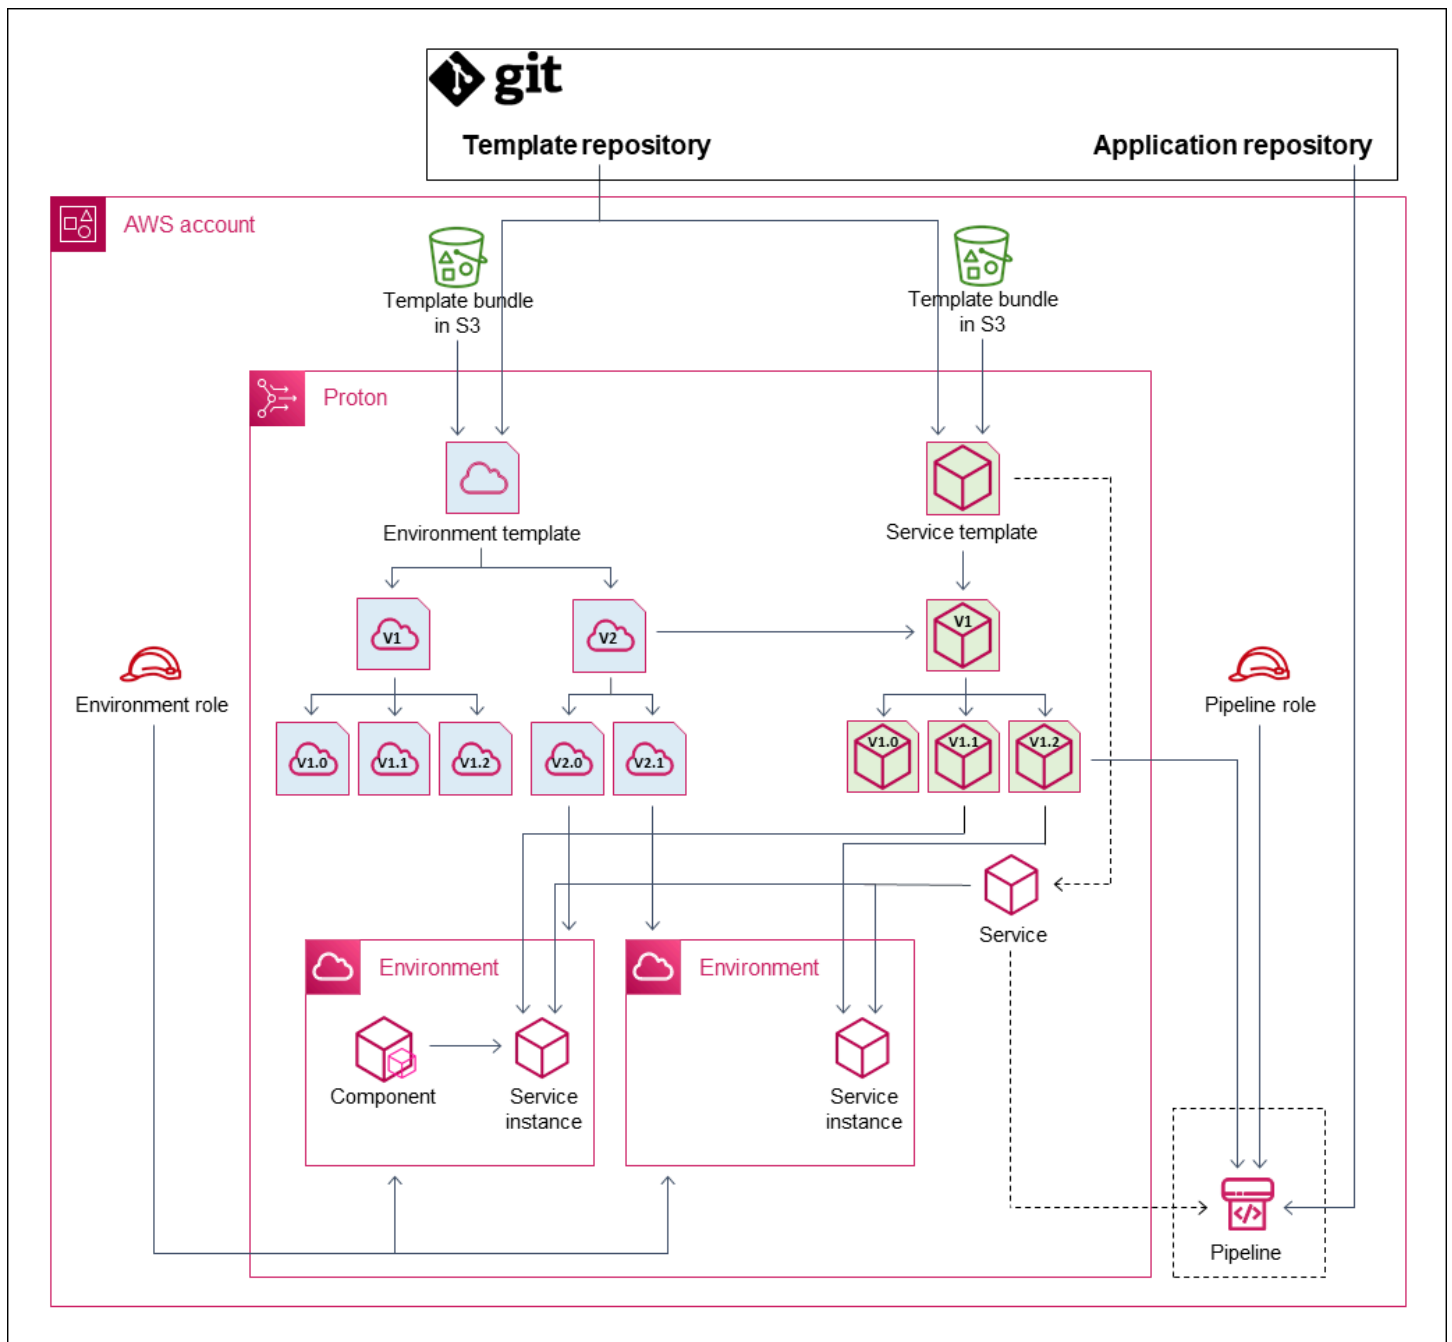 git
Template repository
Application repository
AWS account
Template bundle
in S3
Template bundle
in S3
Proton
Environment template
Service template
V1
V2
V1
Environment role
Pipeline role
V1.0
V1.1
V1.2
V2.0
V2.1
V1.0
V1.1
V1.2
Service
Environment
Environment
Component
Service
instance
Service
instance
</>
Pipeline